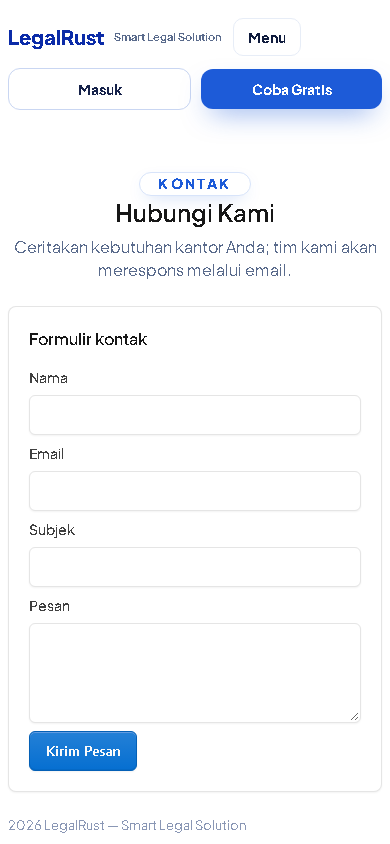 LegalRust Smart Legal Solution Menu
Masuk Coba Gratis
KONTAK
Hubungi Kami
Ceritakan kebutuhan kantor Anda; tim kami akan
merespons melalui email.
Formulir kontak
Nama
Email
Subjek
Pesan
Kirim Pesan
2026 LegalRust — Smart Legal Solution